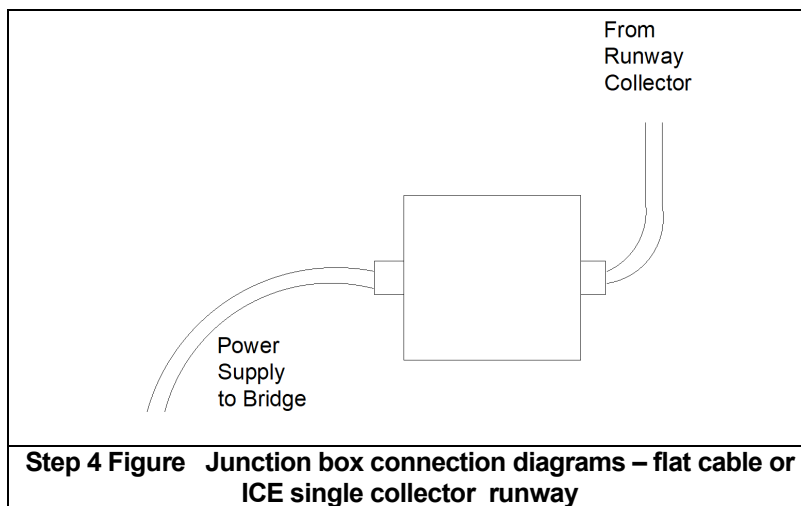 From
Runway
Collector
Power
Supply
to Bridge
Step 4 Figure Junction box connection diagrams – flat cable or
ICE single collector runway